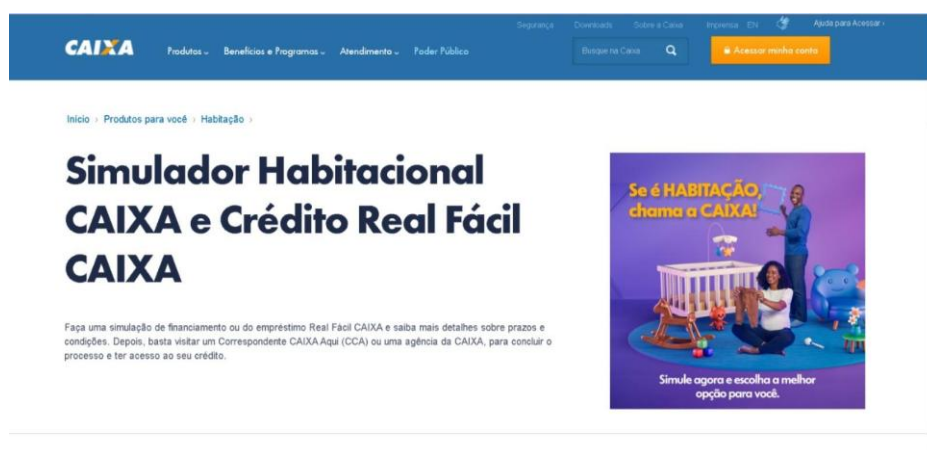 Segurança Downloads Sobre a Caixa Imprensa EN Ajuda para Acessar ›
CAIXA Produtos Benefícios e Programas Atendimento Poder Público Busque na Caixa Acessar minha conta
Início › Produtos para você › Habitação ›
Simulador Habitacional
CAIXA e Crédito Real Fácil
CAIXA
Faça uma simulação de financiamento ou do empréstimo Real Fácil CAIXA e saiba mais detalhes sobre prazos e
condições. Depois, basta visitar um Correspondente CAIXA Aqui (CCA) ou uma agência da CAIXA, para concluir o
processo e ter acesso ao seu crédito.
Se é HABITAÇÃO,
chama a CAIXA!
Simule agora e escolha a melhor
opção para você.